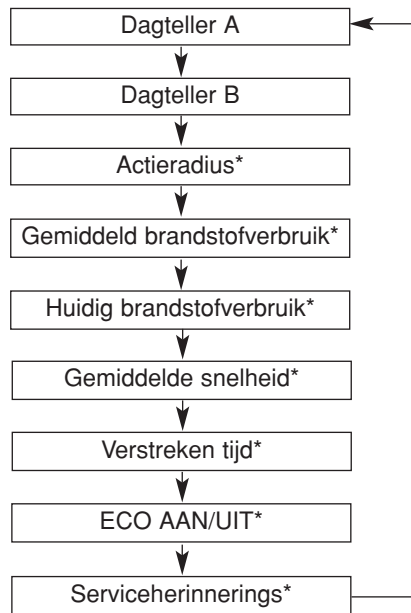 Dagteller A
Dagteller B
Actieradius*
Gemiddeld brandstofverbruik*
Huidig brandstofverbruik*
Gemiddelde snelheid*
Verstreken tijd*
ECO AAN/UIT*
Serviceherinnerings*